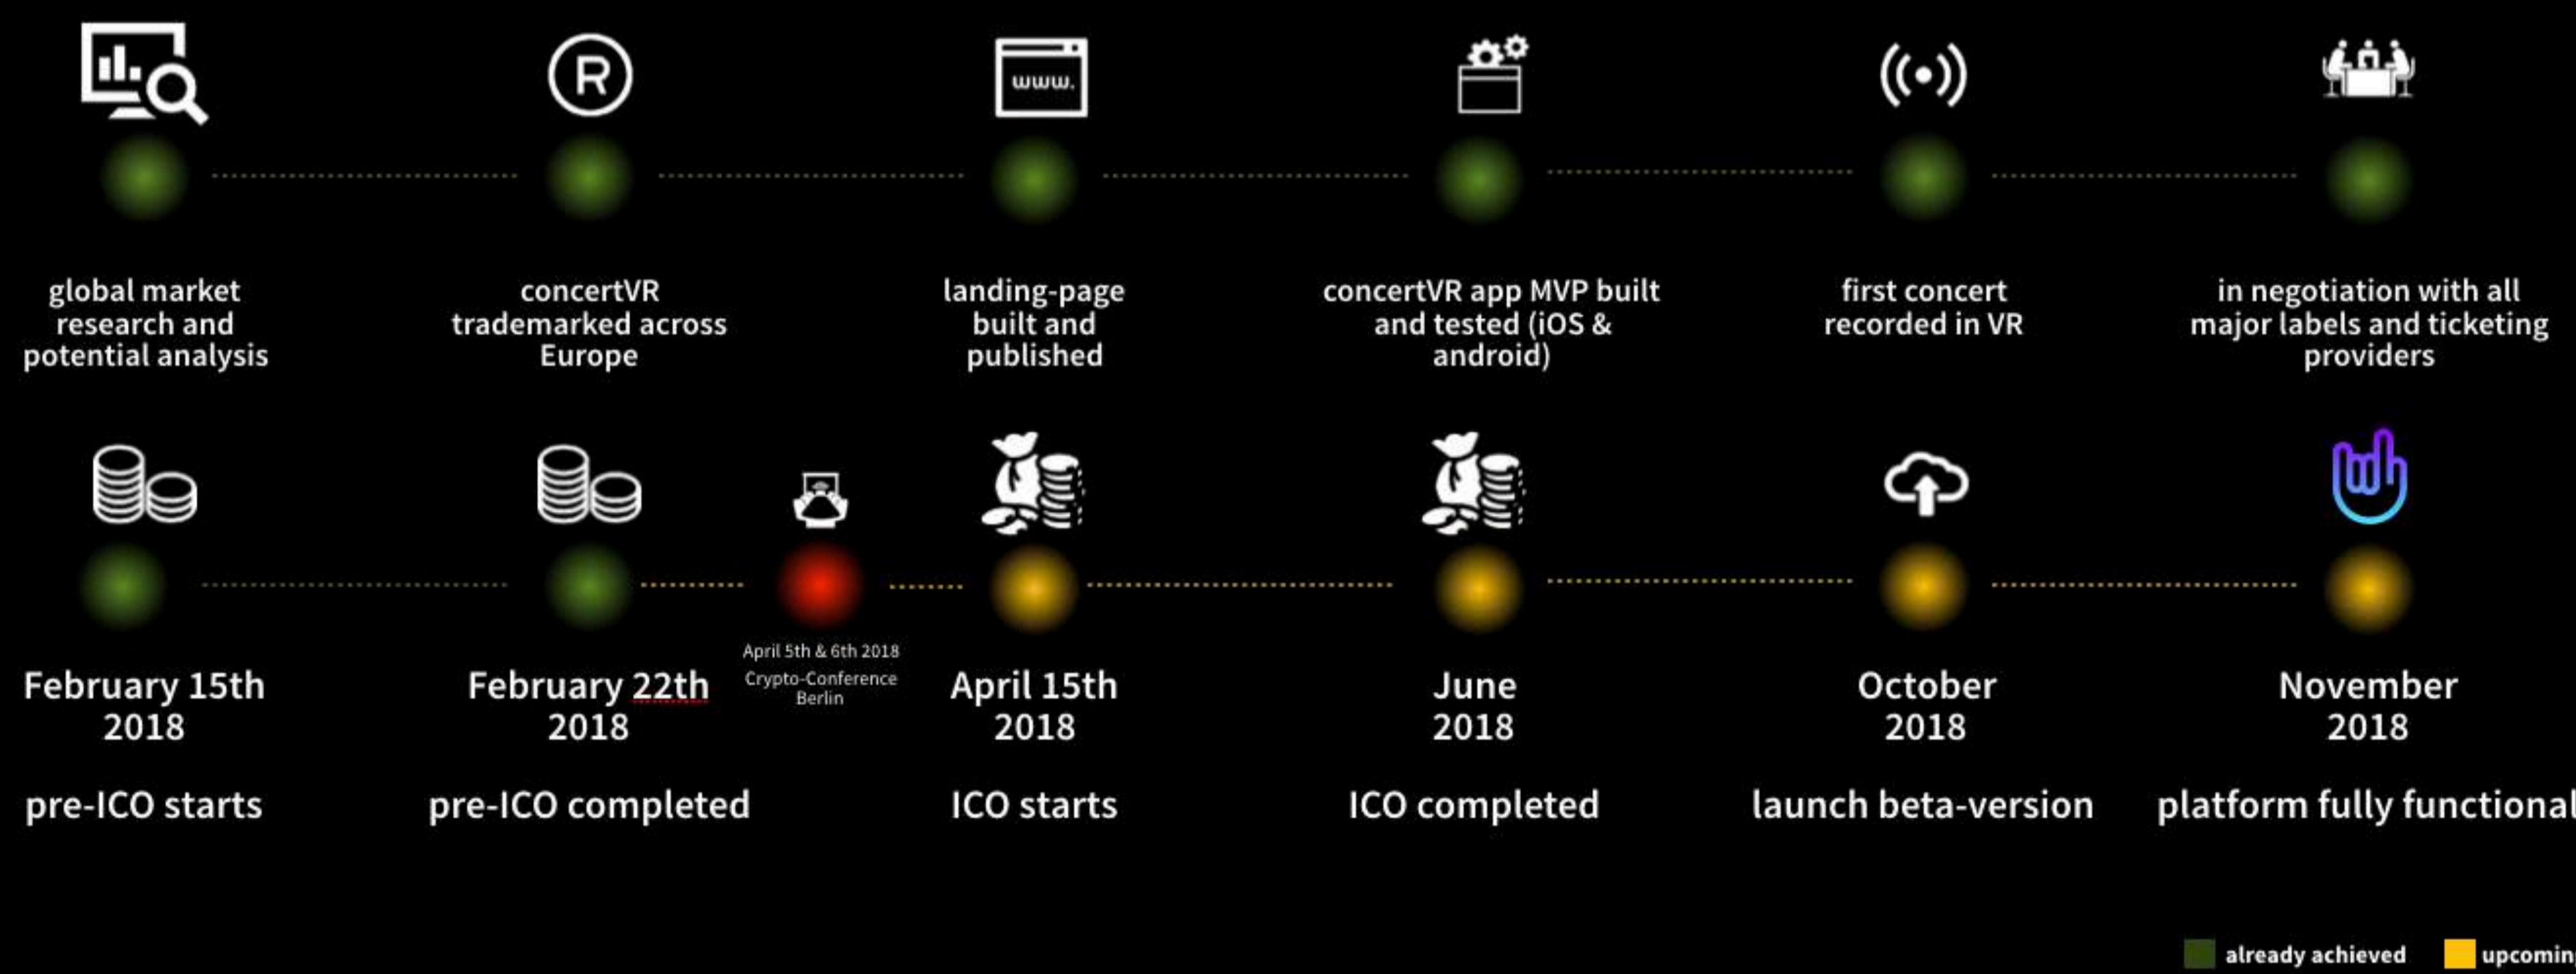 R
www.
global market
research and
potential analysis
concertVR
trademarked across
Europe
landing-page
built and
published
concertVR app MVP built
and tested (iOS &
android)
first concert
recorded in VR
in negotiation with all
major labels and ticketing
providers
February 15th
2018
pre-ICO starts
February 22th
2018
pre-ICO completed
April 5th & 6th 2018
Crypto-Conference
Berlin
April 15th
2018
ICO starts
June
2018
ICO completed
October
2018
launch beta-version
November
2018
platform fully functional
already achieved
upcomin